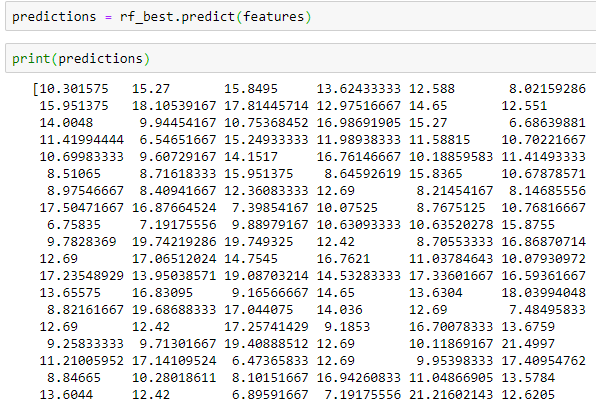 predictions = rf_best.predict(features)
print(predictions)
[10.301575 15.27 15.8495 13.62433333 12.588 8.02159286
15.951375 18.10539167 17.81445714 12.97516667 14.65 12.551
14.0048 9.94454167 10.75368452 16.98691905 15.27 6.68639881
11.41994444 6.54651667 15.24933333 11.98938333 11.58815 10.70221667
10.69983333 9.60729167 14.1517 16.76146667 10.18859583 11.41493333
8.51065 8.71618333 15.951375 8.64592619 15.8365 10.67878571
8.97546667 8.40941667 12.36083333 12.69 8.21454167 8.14685556
17.50471667 16.87664524 7.39854167 10.07525 8.7675125 10.76816667
6.75835 7.19175556 9.88979167 10.63093333 10.63520278 15.8755
9.7828369 19.74219286 19.749325 12.42 8.70553333 16.86870714
12.69 17.06512024 14.7545 16.7621 11.03784643 10.07930972
17.23548929 13.95038571 19.08703214 14.53283333 17.33601667 16.59361667
13.65575 16.83095 9.16566667 14.65 13.6304 18.03994048
8.82161667 19.68688333 17.044075 14.036 12.69 7.48495833
12.69 12.42 17.25741429 9.1853 16.70078333 13.6759
9.25833333 9.71301667 19.40888512 12.69 10.11869167 21.4997
11.21005952 17.14109524 6.47365833 12.69 9.95398333 17.40954762
8.84665 10.28018611 8.10151667 16.94260833 11.04866905 13.5784
13.6044 12.42 6.89591667 7.19175556 21.21602143 12.6205